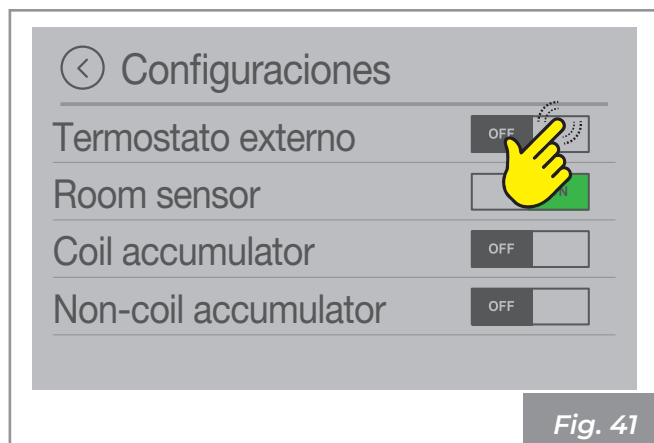 Configuraciones
Termostato externo OFF
Room sensor
Coil accumulator OFF
Non-coil accumulator OFF
Fig. 41